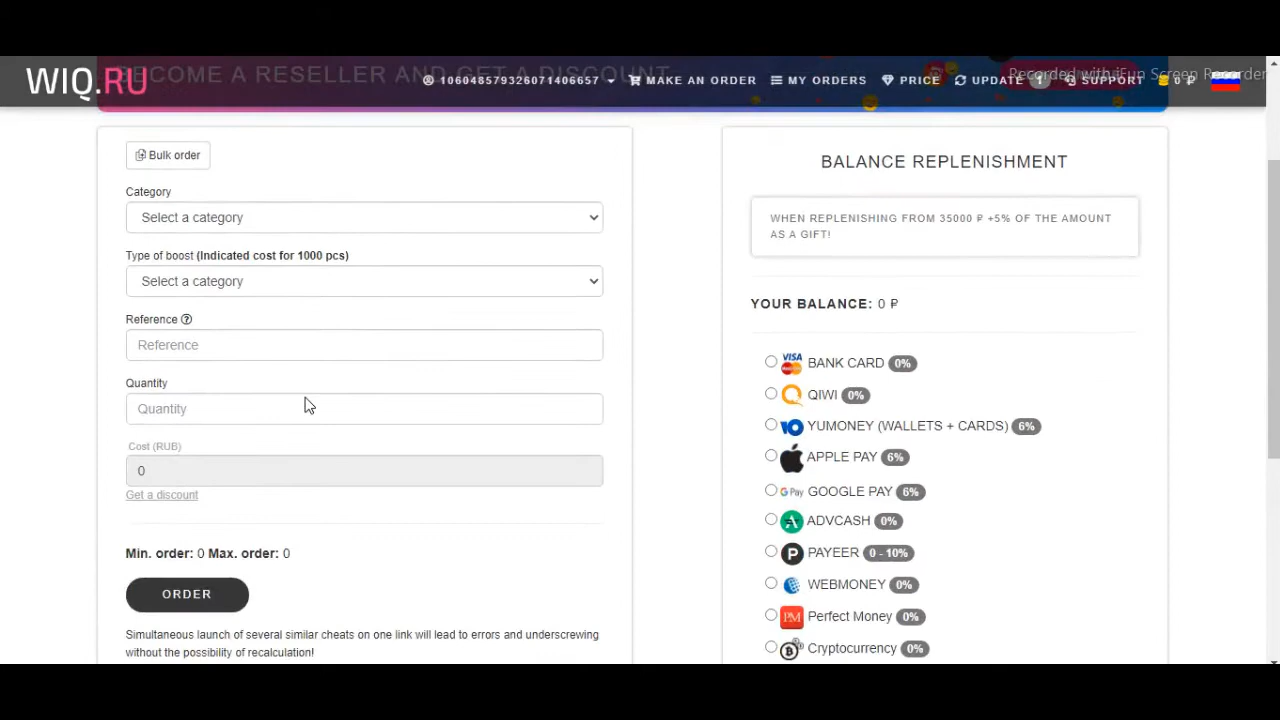 BECOME A RESELLER AND GET A DISCOUNT
WIQ.RU
106048579326071406657
MAKE AN ORDER
MY ORDERS
PRICE
UPDATE 1
SUPPORT
0 ₽
Recorded with iFun Screen Recorder
Bulk order
Category
Select a category
Type of boost (Indicated cost for 1000 pcs)
Select a category
Reference
Reference
Quantity
Quantity
Cost (RUB)
0
Get a discount
Min. order: 0 Max. order: 0
ORDER
Simultaneous launch of several similar cheats on one link will lead to errors and underscrewing
without the possibility of recalculation!
BALANCE REPLENISHMENT
WHEN REPLENISHING FROM 35000 ₽ +5% OF THE AMOUNT
AS A GIFT!
YOUR BALANCE: 0 ₽
VISA BANK CARD 0%
QIWI 0%
YUMONEY (WALLETS + CARDS) 6%
APPLE PAY 6%
G Pay GOOGLE PAY 6%
ADVCASH 0%
P PAYEER 0 - 10%
WEBMONEY 0%
PM Perfect Money 0%
Cryptocurrency 0%